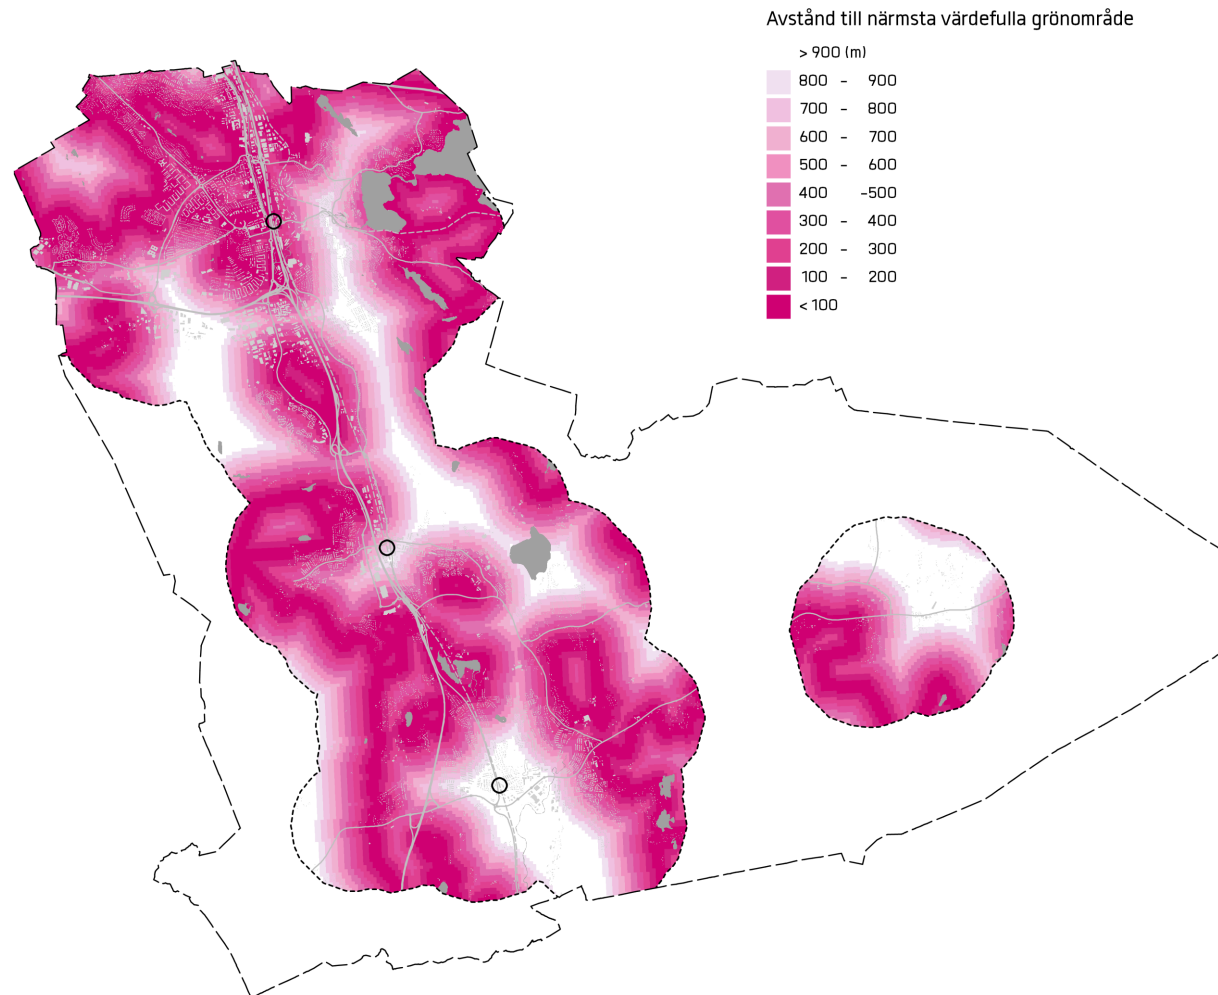 Avstånd till närmsta värdefulla grönområde
> 900 (m)
800 - 900
700 - 800
600 - 700
500 - 600
400 -500
300 - 400
200 - 300
100 - 200
< 100